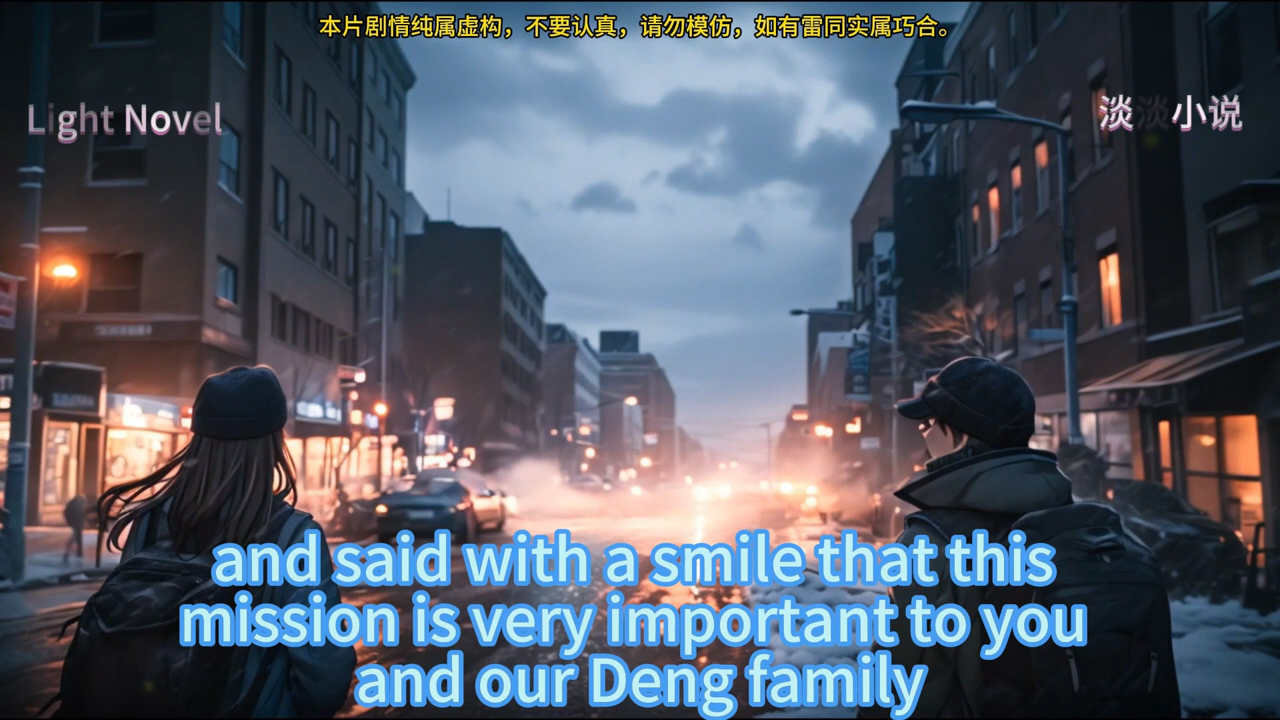 本片剧情纯属虚构，不要认真，请勿模仿，如有雷同实属巧合。
Light Novel
淡淡小说
and said with a smile that this
mission is very important to you
and our Deng family